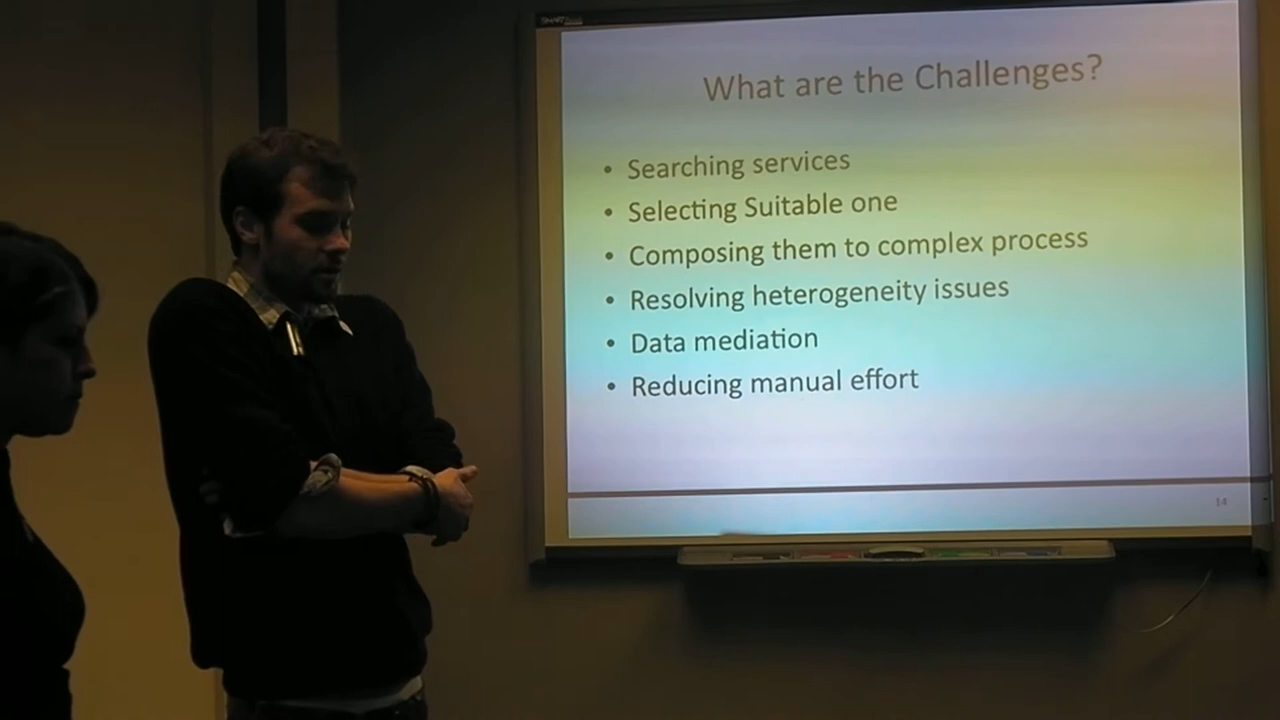 What are the Challenges?
• Searching services
• Selecting Suitable one
• Composing them to complex process
• Resolving heterogeneity issues
• Data mediation
• Reducing manual effort
14